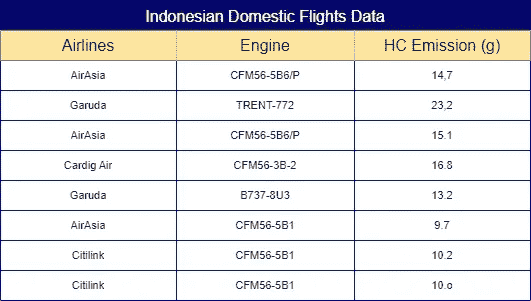 Indonesian Domestic Flights Data
Airlines Engine HC Emission (g)
AirAsia CFM56-5B6/P 14,7
Garuda TRENT-772 23,2
AirAsia CFM56-5B6/P 15.1
Cardig Air CFM56-3B-2 16.8
Garuda B737-8U3 13.2
AirAsia CFM56-5B1 9.7
Citilink CFM56-5B1 10.2
Citilink CFM56-5B1 10.o